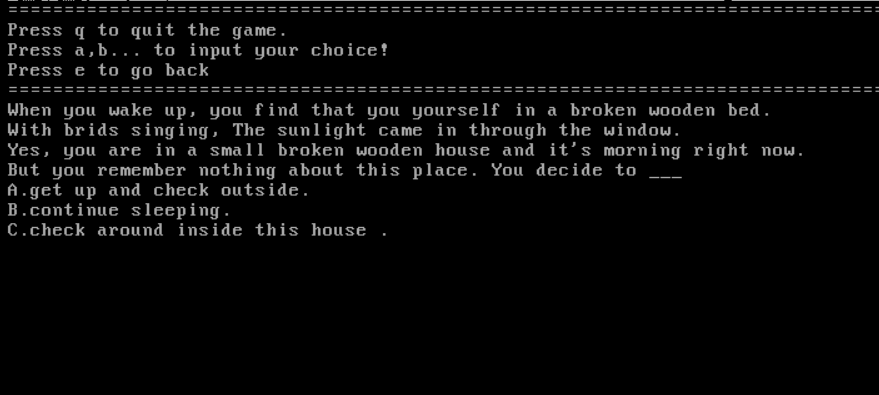 ================================================================================
Press q to quit the game.
Press a,b... to input your choice!
Press e to go back
================================================================================
When you wake up, you find that you yourself in a broken wooden bed.
With brids singing, The sunlight came in through the window.
Yes, you are in a small broken wooden house and it's morning right now.
But you remember nothing about this place. You decide to ___
A.get up and check outside.
B.continue sleeping.
C.check around inside this house .